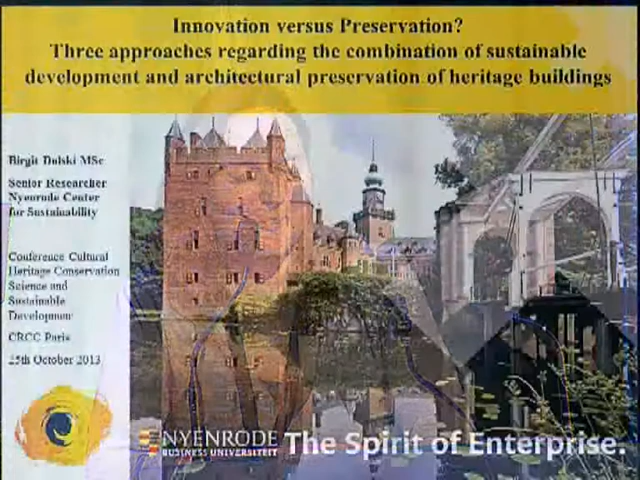 Innovation versus Preservation?
Three approaches regarding the combination of sustainable
development and architectural preservation of heritage buildings
Birgit Dulski MSc
Senior Researcher
Nyenrode Center
for Sustainability
Conference Cultural
Heritage Conservation
Science and
Sustainable
Development
CRCC Paris
25th October 2013
NYENRODE
BUSINESS UNIVERSITEIT
The Spirit of Enterprise.